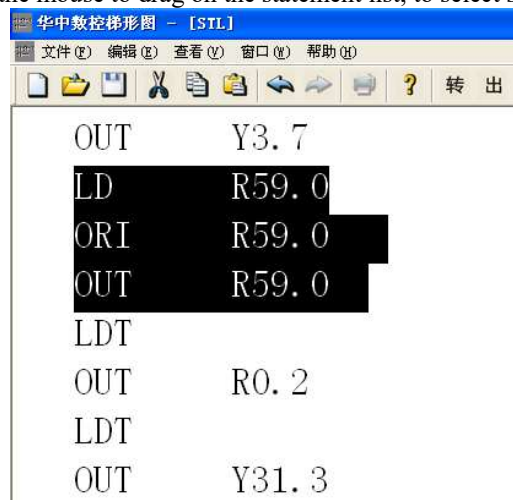 the mouse to drag on the statement list, to select s
华中数控梯形图 - [STL]
文件(F) 编辑(E) 查看(V) 窗口(W) 帮助(H)
? 转 出
OUT Y3.7
LD R59.0
ORI R59.0
OUT R59.0
LDT
OUT R0.2
LDT
OUT Y31.3